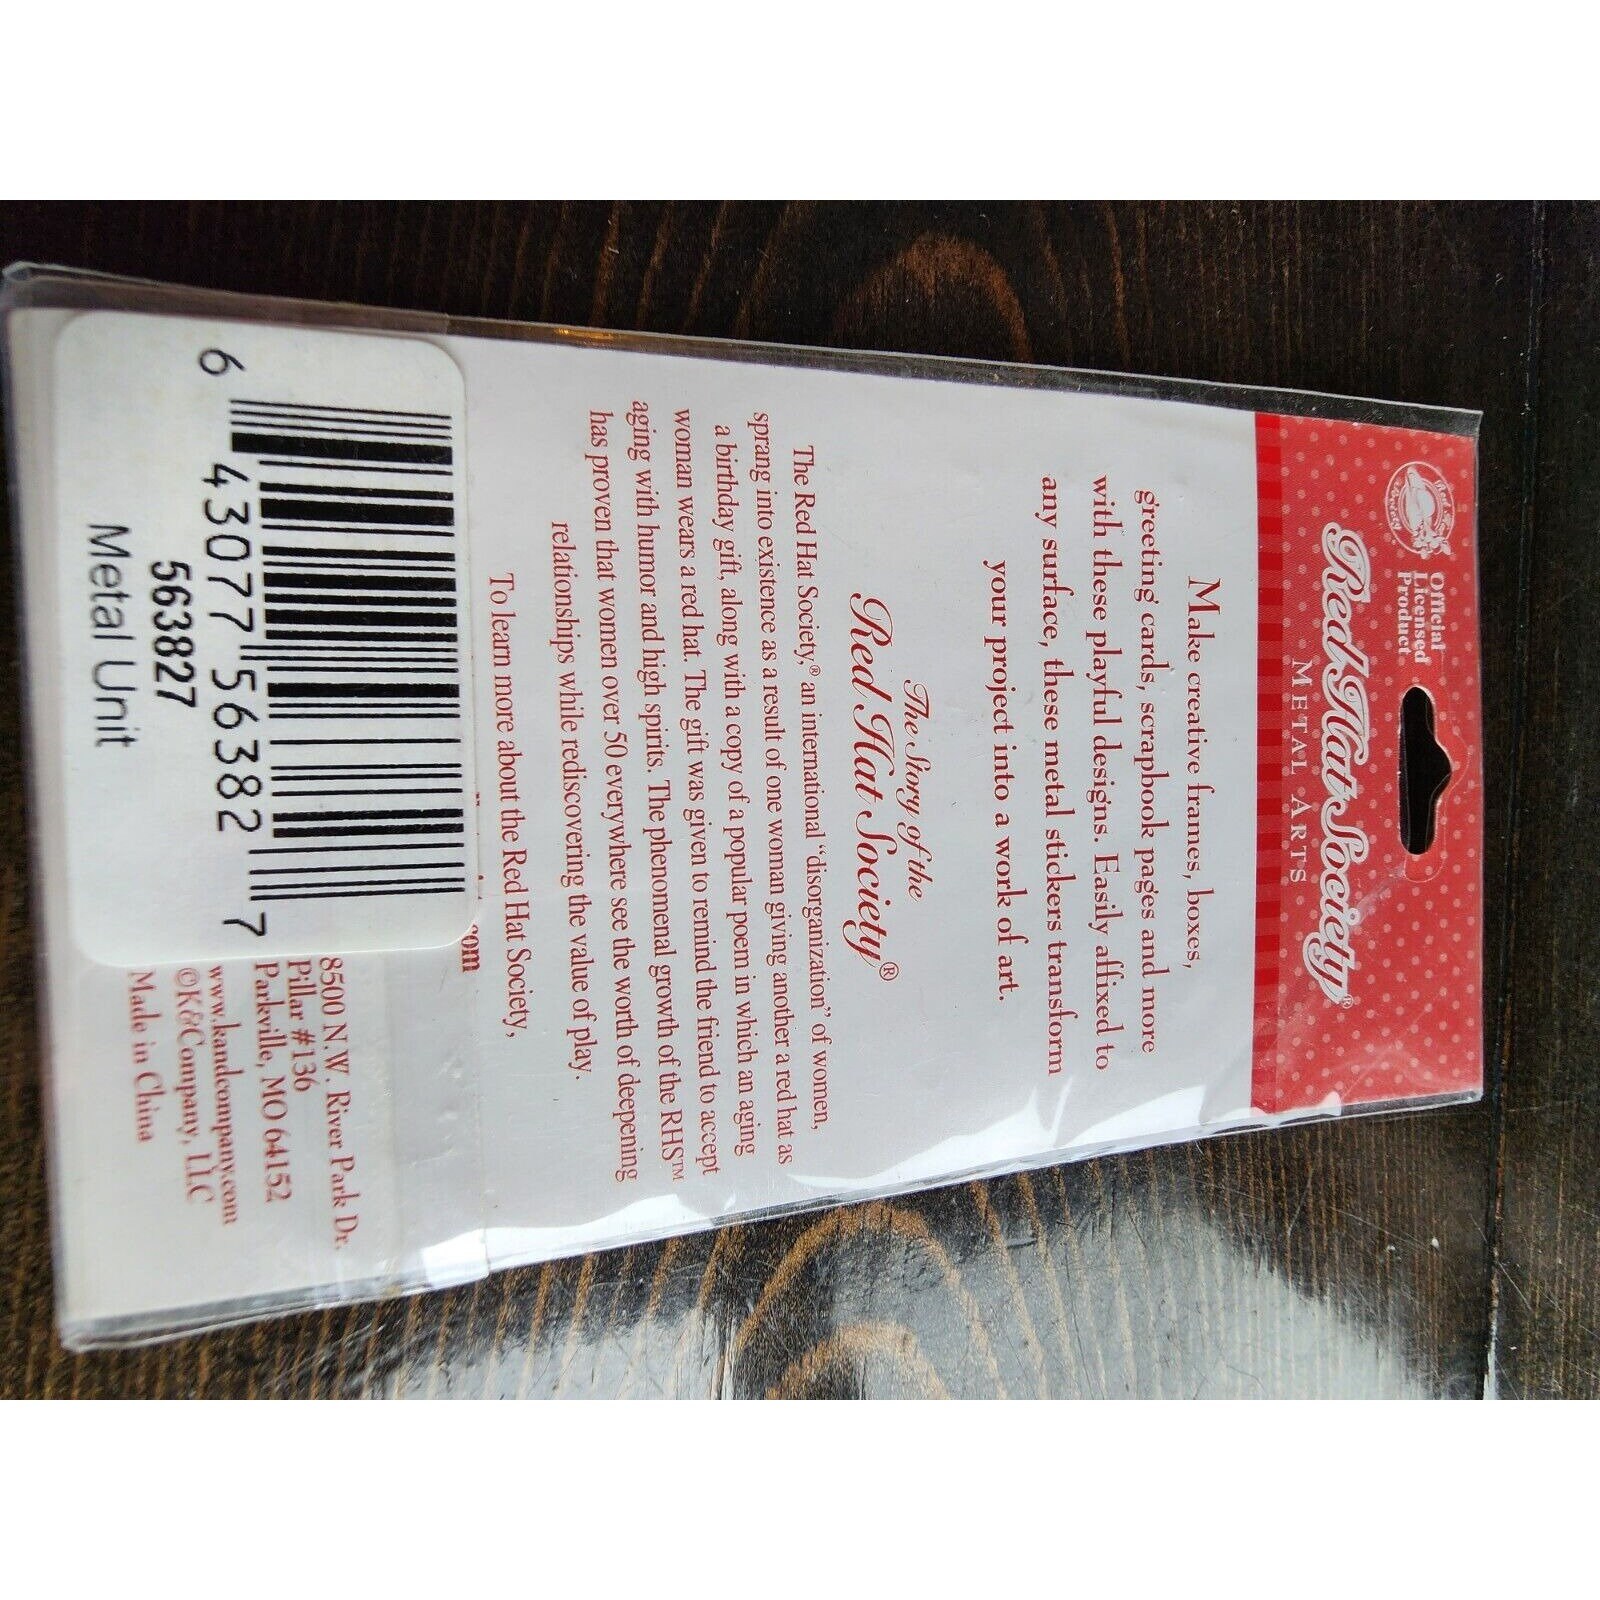 Red Hat Society
Official
Licensed
Product
Red Hat Society®
METAL ARTS
Make creative frames, boxes,
greeting cards, scrapbook pages and more
with these playful designs. Easily affixed to
any surface, these metal stickers transform
your project into a work of art.
The Story of the
Red Hat Society®
The Red Hat Society,® an international “disorganization” of women,
sprang into existence as a result of one woman giving another a red hat as
a birthday gift, along with a copy of a popular poem in which an aging
woman wears a red hat. The gift was given to remind the friend to accept
aging with humor and high spirits. The phenomenal growth of the RHS™
has proven that women over 50 everywhere see the worth of deepening
relationships while rediscovering the value of play.
To learn more about the Red Hat Society,
com
8500 N.W. River Park Dr.
Pillar #136
Parkville, MO 64152
www.kandcompany.com
©K&Company, LLC
Made in China
6 43077 56382 7
563827
Metal Unit